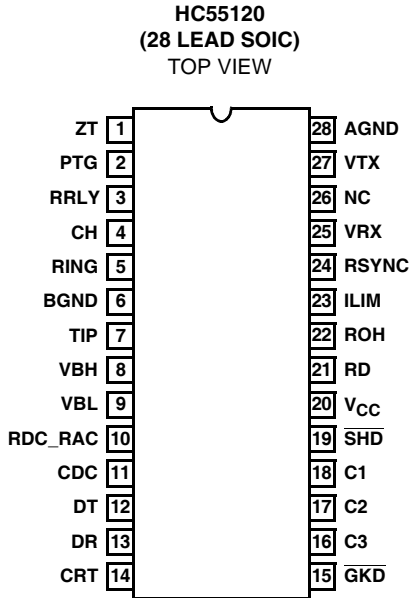 HC55120
(28 LEAD SOIC)
TOP VIEW
ZT 1 28 AGND
PTG 2 27 VTX
RRLY 3 26 NC
CH 4 25 VRX
RING 5 24 RSYNC
BGND 6 23 ILIM
TIP 7 22 ROH
VBH 8 21 RD
VBL 9 20 VCC
RDC_RAC 10 19 SHD
CDC 11 18 C1
DT 12 17 C2
DR 13 16 C3
CRT 14 15 GKD